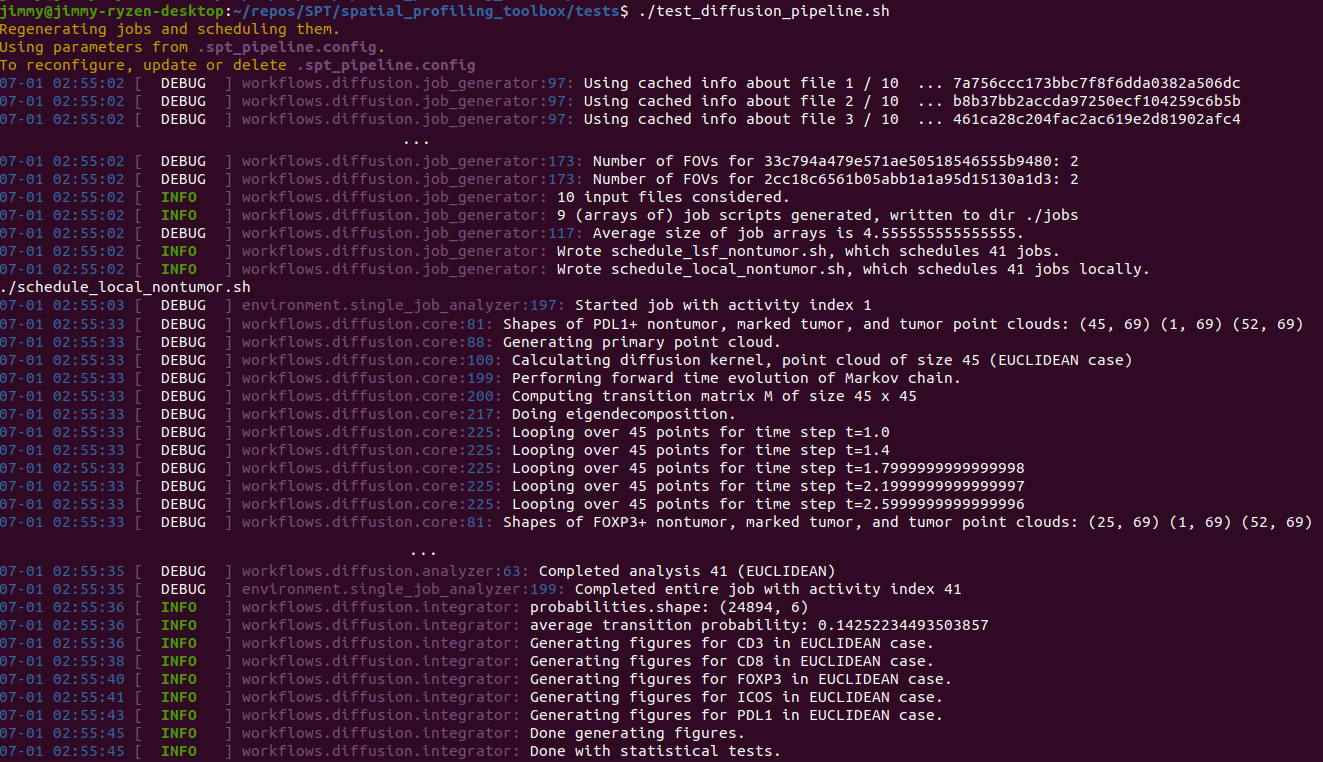 jimmy@jimmy-ryzen-desktop:~/repos/SPT/spatial_profiling_toolbox/tests$ ./test_diffusion_pipeline.sh
Regenerating jobs and scheduling them.
Using parameters from .spt_pipeline.config.
To reconfigure, update or delete .spt_pipeline.config
07-01 02:55:02 [  DEBUG  ] workflows.diffusion.job_generator:97: Using cached info about file 1 / 10  ... 7a756ccc173bbc7f8f6dda0382a506dc
07-01 02:55:02 [  DEBUG  ] workflows.diffusion.job_generator:97: Using cached info about file 2 / 10  ... b8b37bb2accda97250ecf104259c6b5b
07-01 02:55:02 [  DEBUG  ] workflows.diffusion.job_generator:97: Using cached info about file 3 / 10  ... 461ca28c204fac2ac619e2d81902afc4
...
07-01 02:55:02 [  DEBUG  ] workflows.diffusion.job_generator:173: Number of FOVs for 33c794a479e571ae50518546555b9480: 2
07-01 02:55:02 [  DEBUG  ] workflows.diffusion.job_generator:173: Number of FOVs for 2cc18c6561b05abb1a1a95d15130a1d3: 2
07-01 02:55:02 [  INFO   ] workflows.diffusion.job_generator: 10 input files considered.
07-01 02:55:02 [  INFO   ] workflows.diffusion.job_generator: 9 (arrays of) job scripts generated, written to dir ./jobs
07-01 02:55:02 [  DEBUG  ] workflows.diffusion.job_generator:117: Average size of job arrays is 4.555555555555555.
07-01 02:55:02 [  INFO   ] workflows.diffusion.job_generator: Wrote schedule_lsf_nontumor.sh, which schedules 41 jobs.
07-01 02:55:02 [  INFO   ] workflows.diffusion.job_generator: Wrote schedule_local_nontumor.sh, which schedules 41 jobs locally.
./schedule_local_nontumor.sh
07-01 02:55:03 [  DEBUG  ] environment.single_job_analyzer:197: Started job with activity index 1
07-01 02:55:33 [  DEBUG  ] workflows.diffusion.core:81: Shapes of PDL1+ nontumor, marked tumor, and tumor point clouds: (45, 69) (1, 69) (52, 69)
07-01 02:55:33 [  DEBUG  ] workflows.diffusion.core:88: Generating primary point cloud.
07-01 02:55:33 [  DEBUG  ] workflows.diffusion.core:100: Calculating diffusion kernel, point cloud of size 45 (EUCLIDEAN case)
07-01 02:55:33 [  DEBUG  ] workflows.diffusion.core:199: Performing forward time evolution of Markov chain.
07-01 02:55:33 [  DEBUG  ] workflows.diffusion.core:200: Computing transition matrix M of size 45 x 45
07-01 02:55:33 [  DEBUG  ] workflows.diffusion.core:217: Doing eigendecomposition.
07-01 02:55:33 [  DEBUG  ] workflows.diffusion.core:225: Looping over 45 points for time step t=1.0
07-01 02:55:33 [  DEBUG  ] workflows.diffusion.core:225: Looping over 45 points for time step t=1.4
07-01 02:55:33 [  DEBUG  ] workflows.diffusion.core:225: Looping over 45 points for time step t=1.7999999999999998
07-01 02:55:33 [  DEBUG  ] workflows.diffusion.core:225: Looping over 45 points for time step t=2.1999999999999997
07-01 02:55:33 [  DEBUG  ] workflows.diffusion.core:225: Looping over 45 points for time step t=2.5999999999999996
07-01 02:55:33 [  DEBUG  ] workflows.diffusion.core:81: Shapes of FOXP3+ nontumor, marked tumor, and tumor point clouds: (25, 69) (1, 69) (52, 69)
...
07-01 02:55:35 [  DEBUG  ] workflows.diffusion.analyzer:63: Completed analysis 41 (EUCLIDEAN)
07-01 02:55:35 [  DEBUG  ] environment.single_job_analyzer:199: Completed entire job with activity index 41
07-01 02:55:36 [  INFO   ] workflows.diffusion.integrator: probabilities.shape: (24894, 6)
07-01 02:55:36 [  INFO   ] workflows.diffusion.integrator: average transition probability: 0.14252234493503857
07-01 02:55:36 [  INFO   ] workflows.diffusion.integrator: Generating figures for CD3 in EUCLIDEAN case.
07-01 02:55:38 [  INFO   ] workflows.diffusion.integrator: Generating figures for CD8 in EUCLIDEAN case.
07-01 02:55:40 [  INFO   ] workflows.diffusion.integrator: Generating figures for FOXP3 in EUCLIDEAN case.
07-01 02:55:41 [  INFO   ] workflows.diffusion.integrator: Generating figures for ICOS in EUCLIDEAN case.
07-01 02:55:43 [  INFO   ] workflows.diffusion.integrator: Generating figures for PDL1 in EUCLIDEAN case.
07-01 02:55:45 [  INFO   ] workflows.diffusion.integrator: Done generating figures.
07-01 02:55:45 [  INFO   ] workflows.diffusion.integrator: Done with statistical tests.